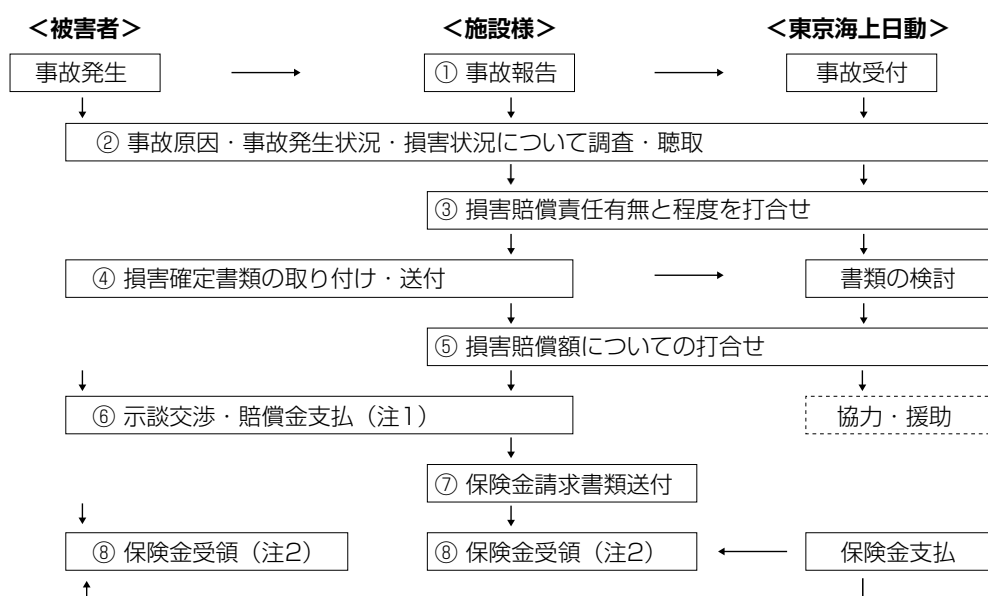 ＜被害者＞ ＜施設様＞ ＜東京海上日動＞
事故発生 ① 事故報告 事故受付
② 事故原因・事故発生状況・損害状況について調査・聴取
③ 損害賠償責任有無と程度を打合せ
④ 損害確定書類の取り付け・送付 書類の検討
⑤ 損害賠償額についての打合せ
⑥ 示談交渉・賠償金支払（注1） 協力・援助
⑦ 保険金請求書類送付
⑧ 保険金受領（注2） ⑧ 保険金受領（注2） 保険金支払